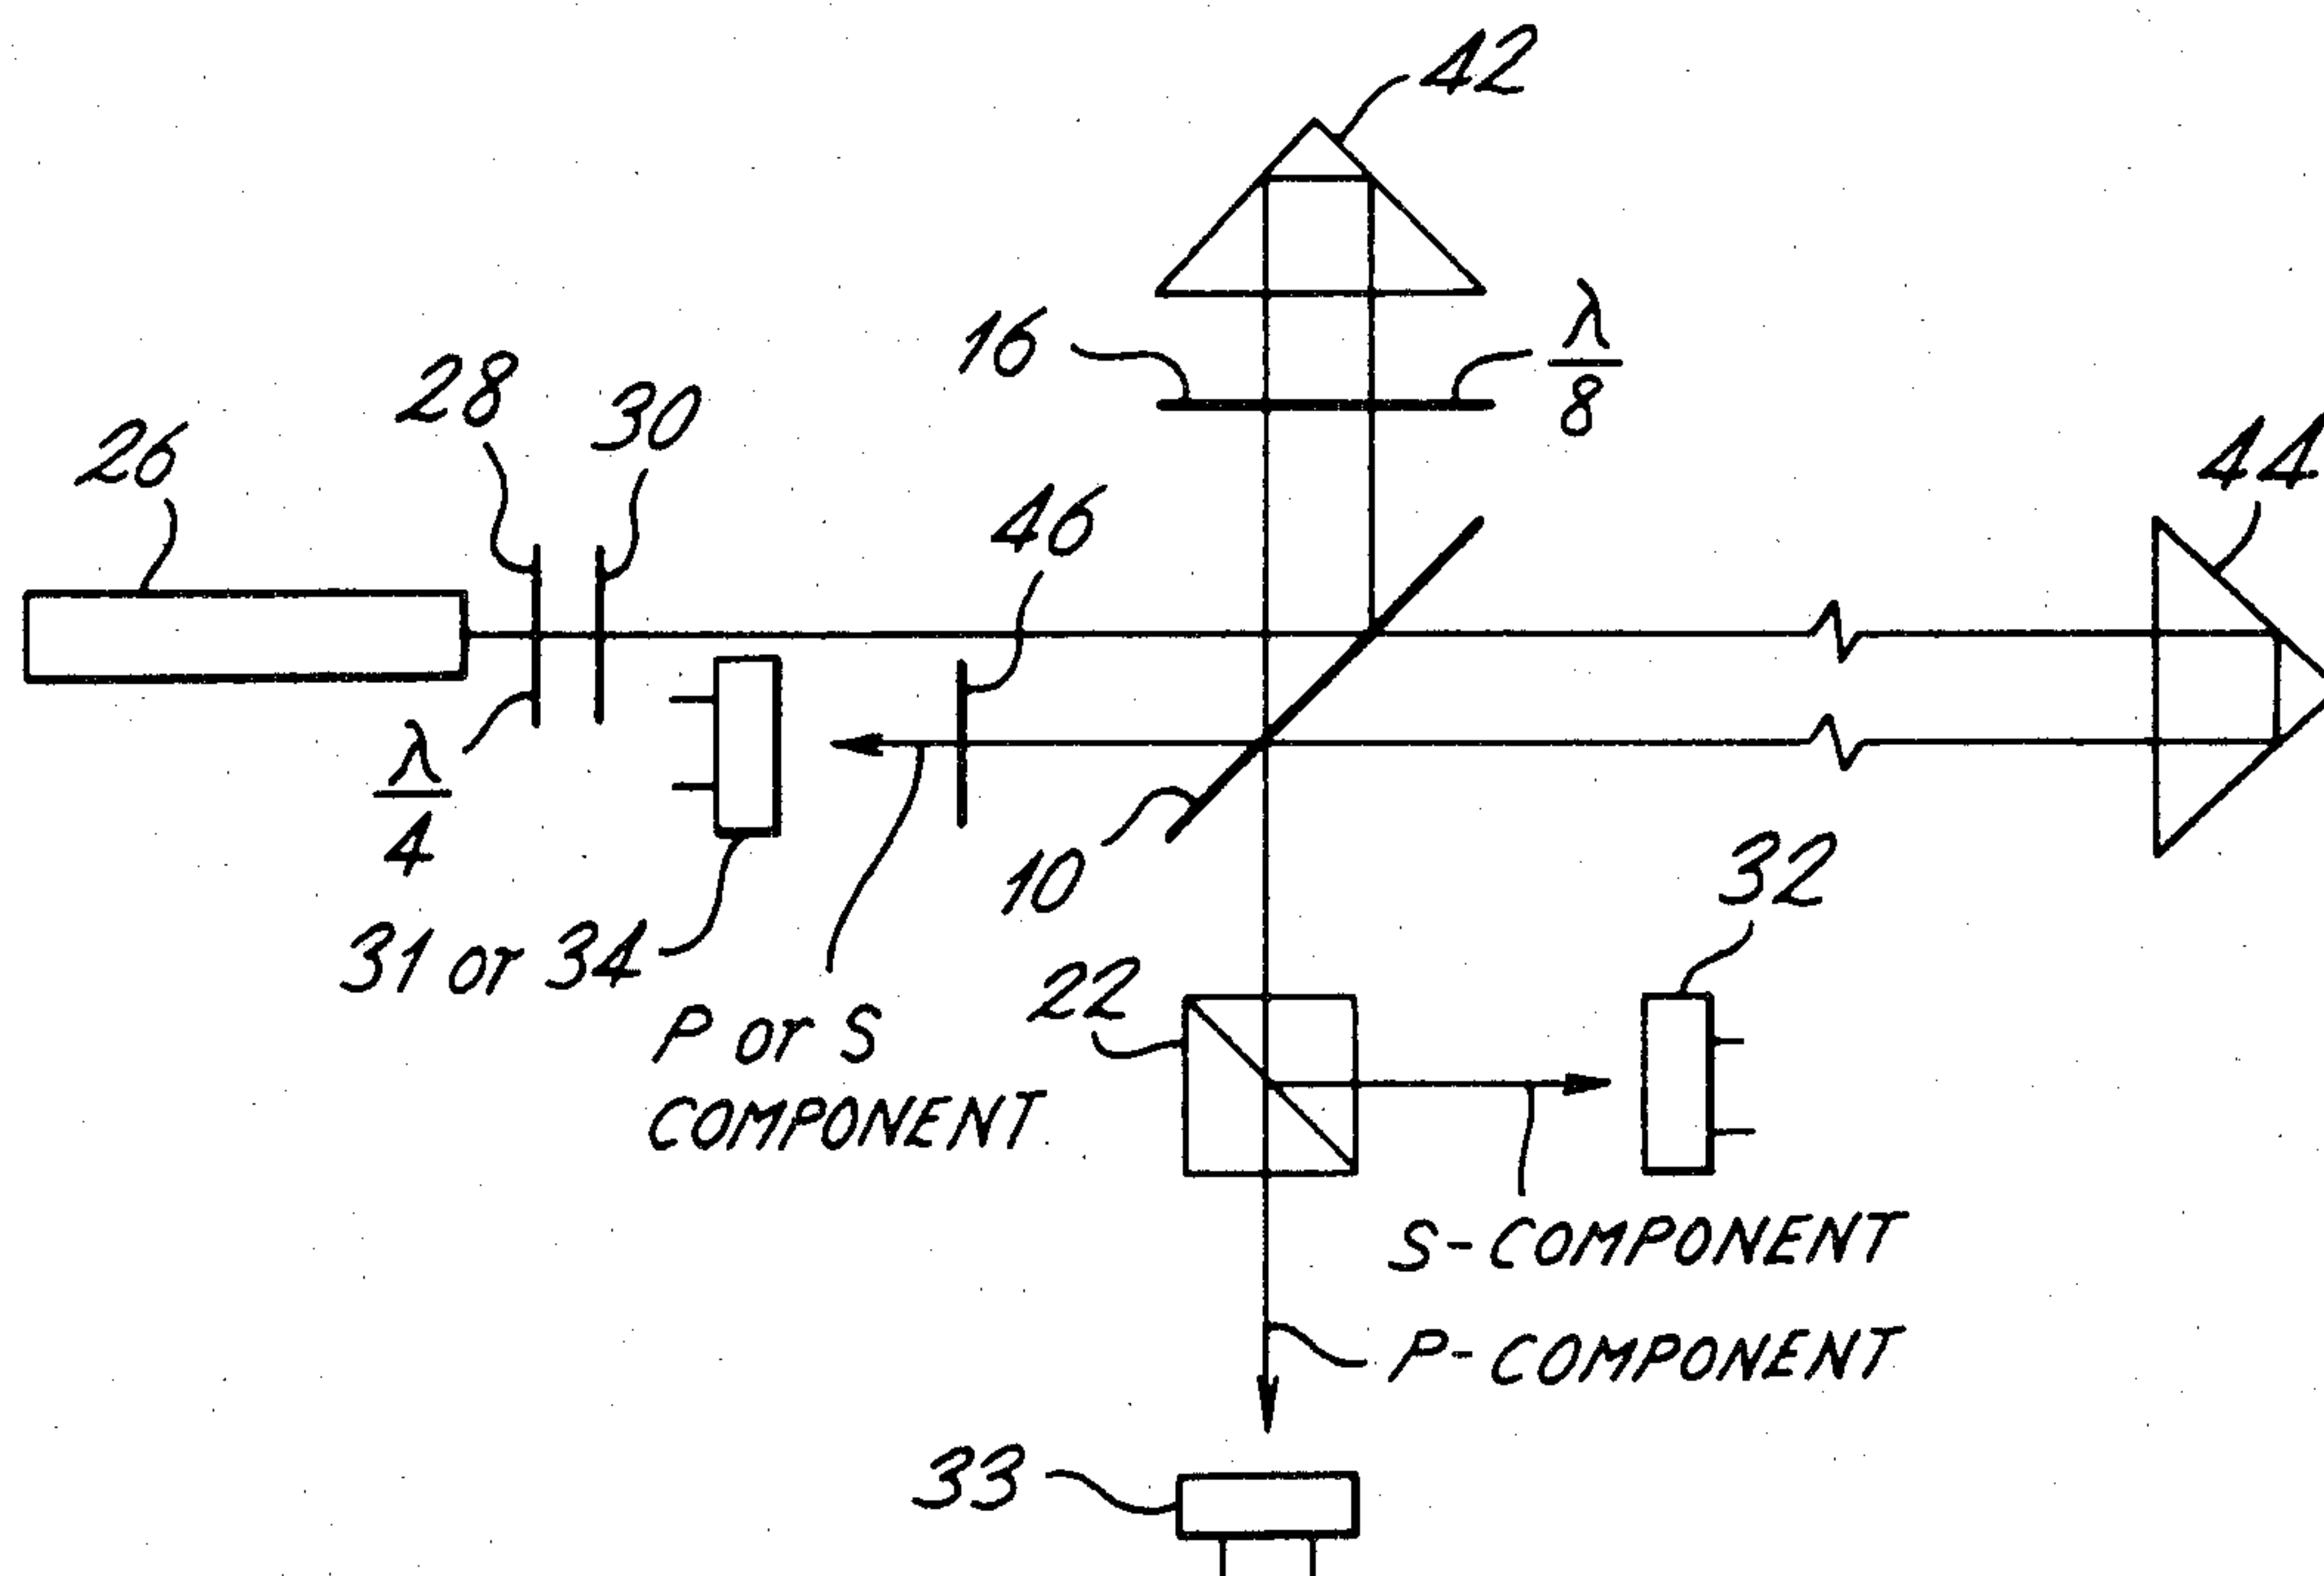 42
16
λ
8
28
30
26
46
44
λ
4
10
32
31 or 34
22
P or S
COMPONENT
S-COMPONENT
P-COMPONENT
33